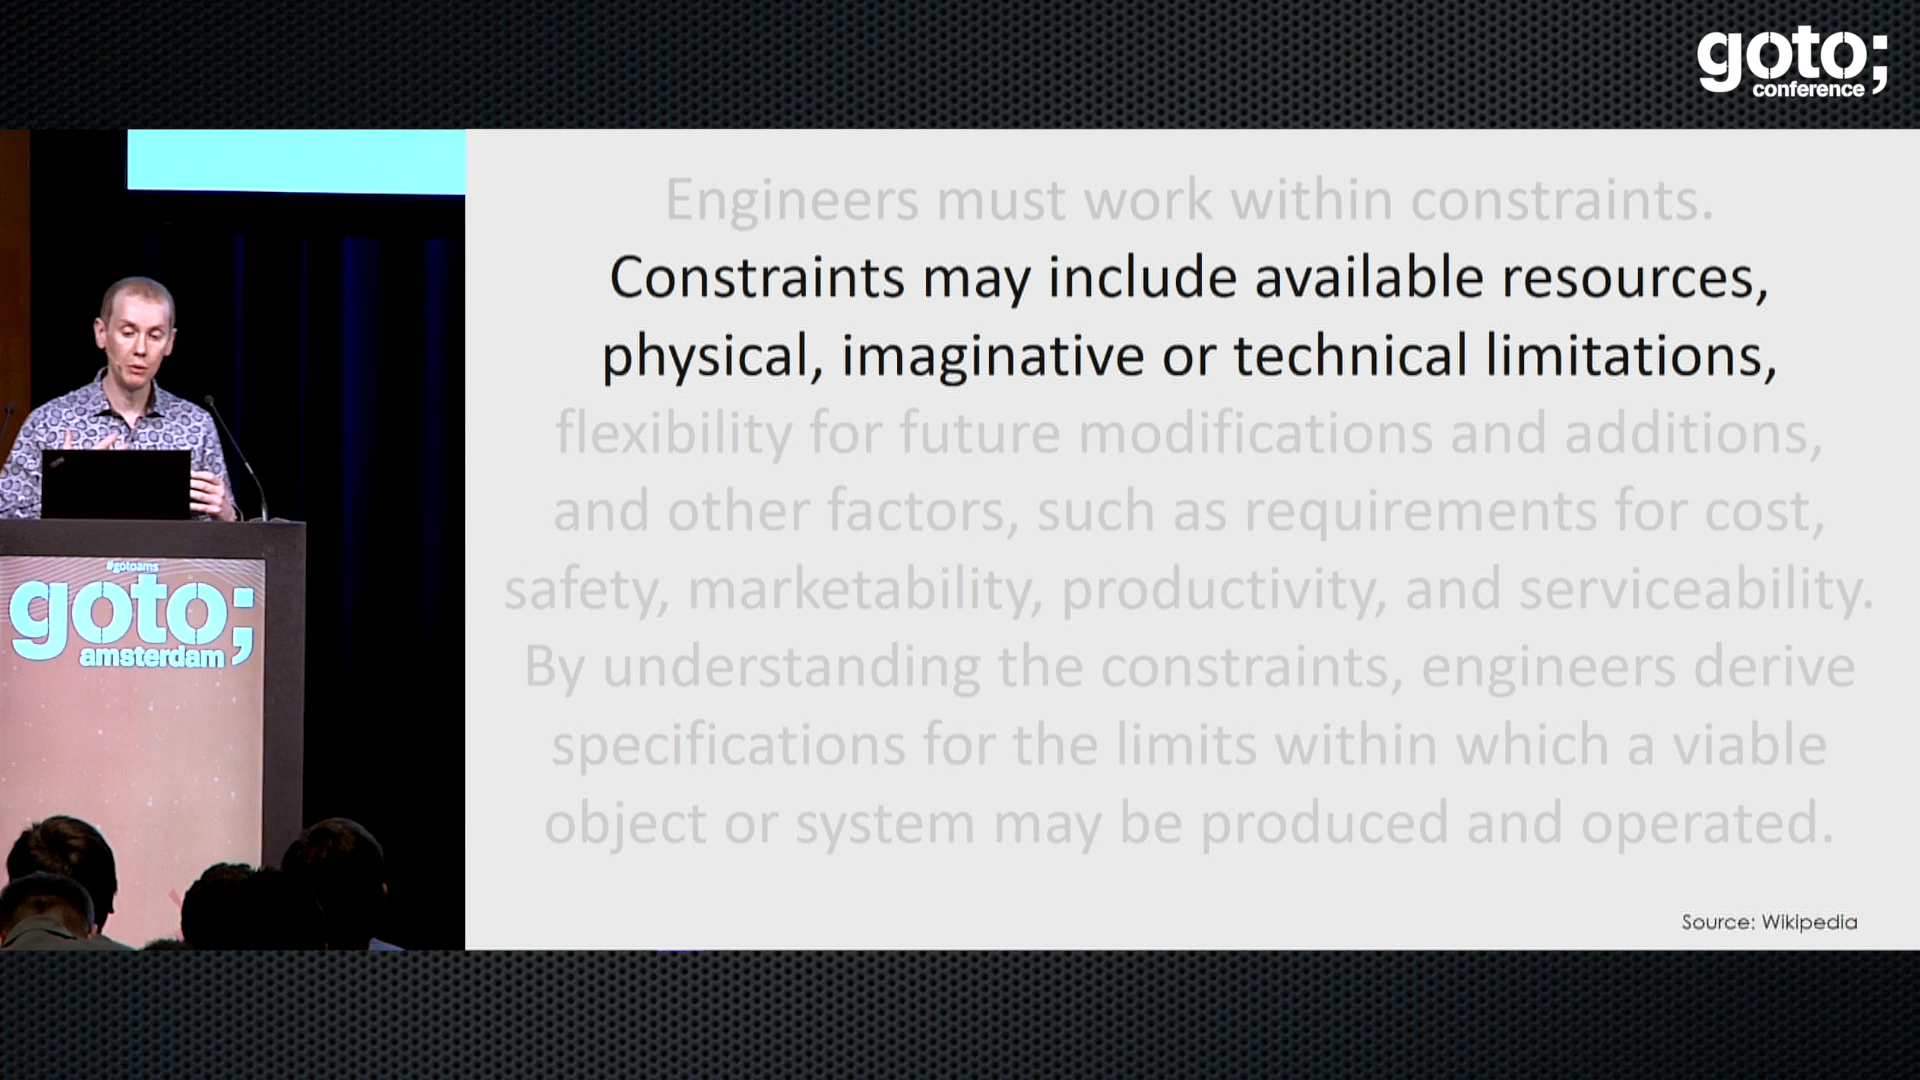 goto;
conference
Engineers must work within constraints.
Constraints may include available resources,
physical, imaginative or technical limitations,
flexibility for future modifications and additions,
and other factors, such as requirements for cost,
safety, marketability, productivity, and serviceability.
By understanding the constraints, engineers derive
specifications for the limits within which a viable
object or system may be produced and operated.
Source: Wikipedia
#gotoams
goto;
amsterdam